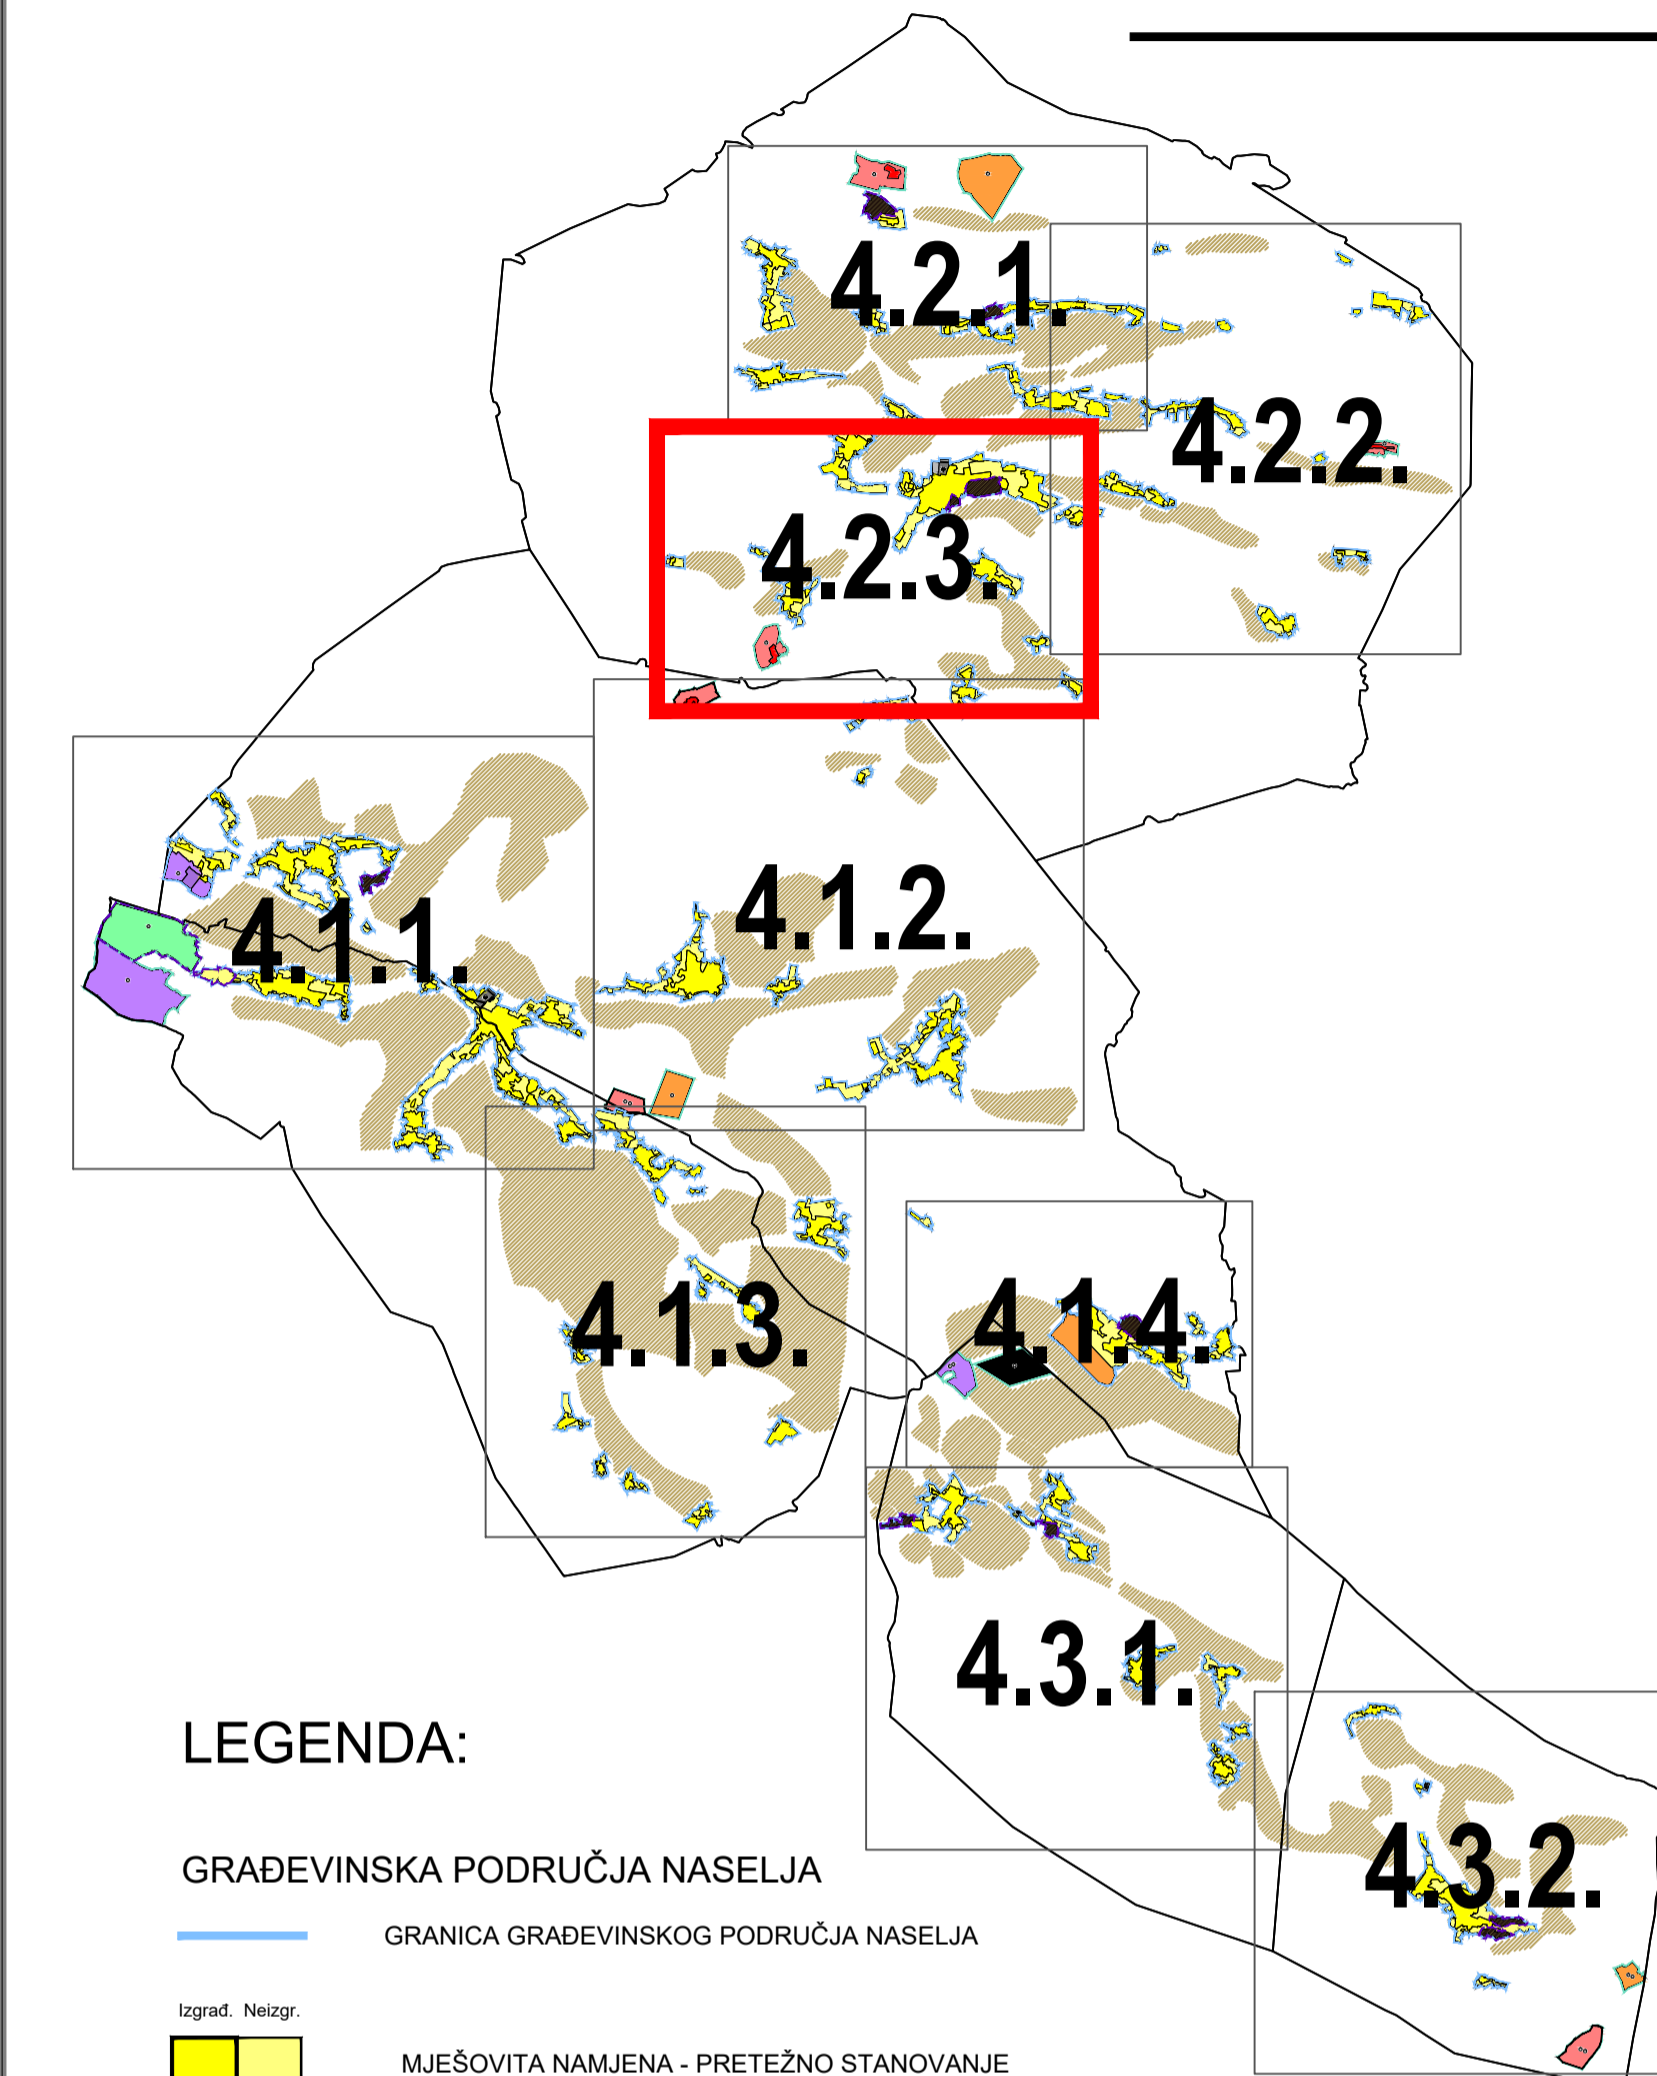 4.2.1.
4.2.2.
4.2.3.
4.1.2.
4.1.1.
4.1.3.
4.1.4.
4.3.1.
4.3.2.
LEGENDA:
GRAĐEVINSKA PODRUČJA NASELJA
GRANICA GRAĐEVINSKOG PODRUČJA NASELJA
Izgrađ. Neizgr.
MJEŠOVITA NAMJENA - PRETEŽNO STANOVANJE